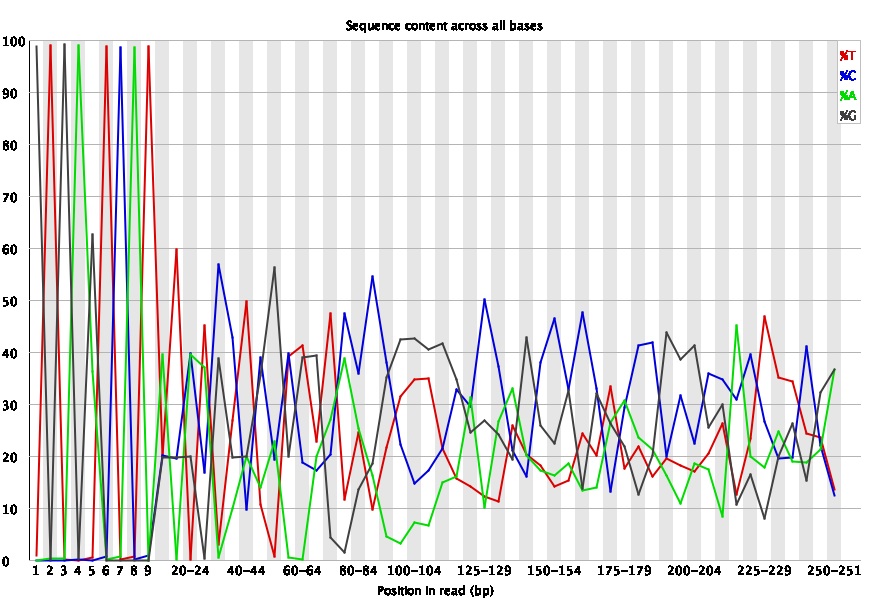 Sequence content across all bases
100
90
80
70
60
50
40
30
20
10
0
%T
%C
%A
%G
1 2 3 4 5 6 7 8 9 20-24 40-44 60-64 80-84 100-104 125-129 150-154 175-179 200-204 225-229 250-251
Position in read (bp)